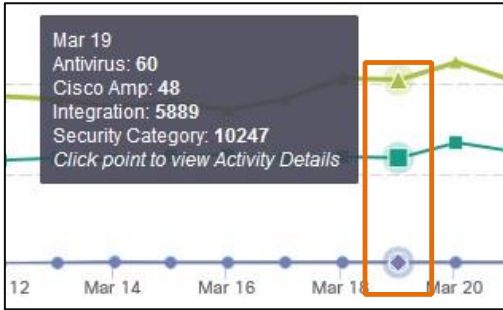 Mar 19
Antivirus: 60
Cisco Amp: 48
Integration: 5889
Security Category: 10247
Click point to view Activity Details
12 Mar 14 Mar 16 Mar 18 Mar 20